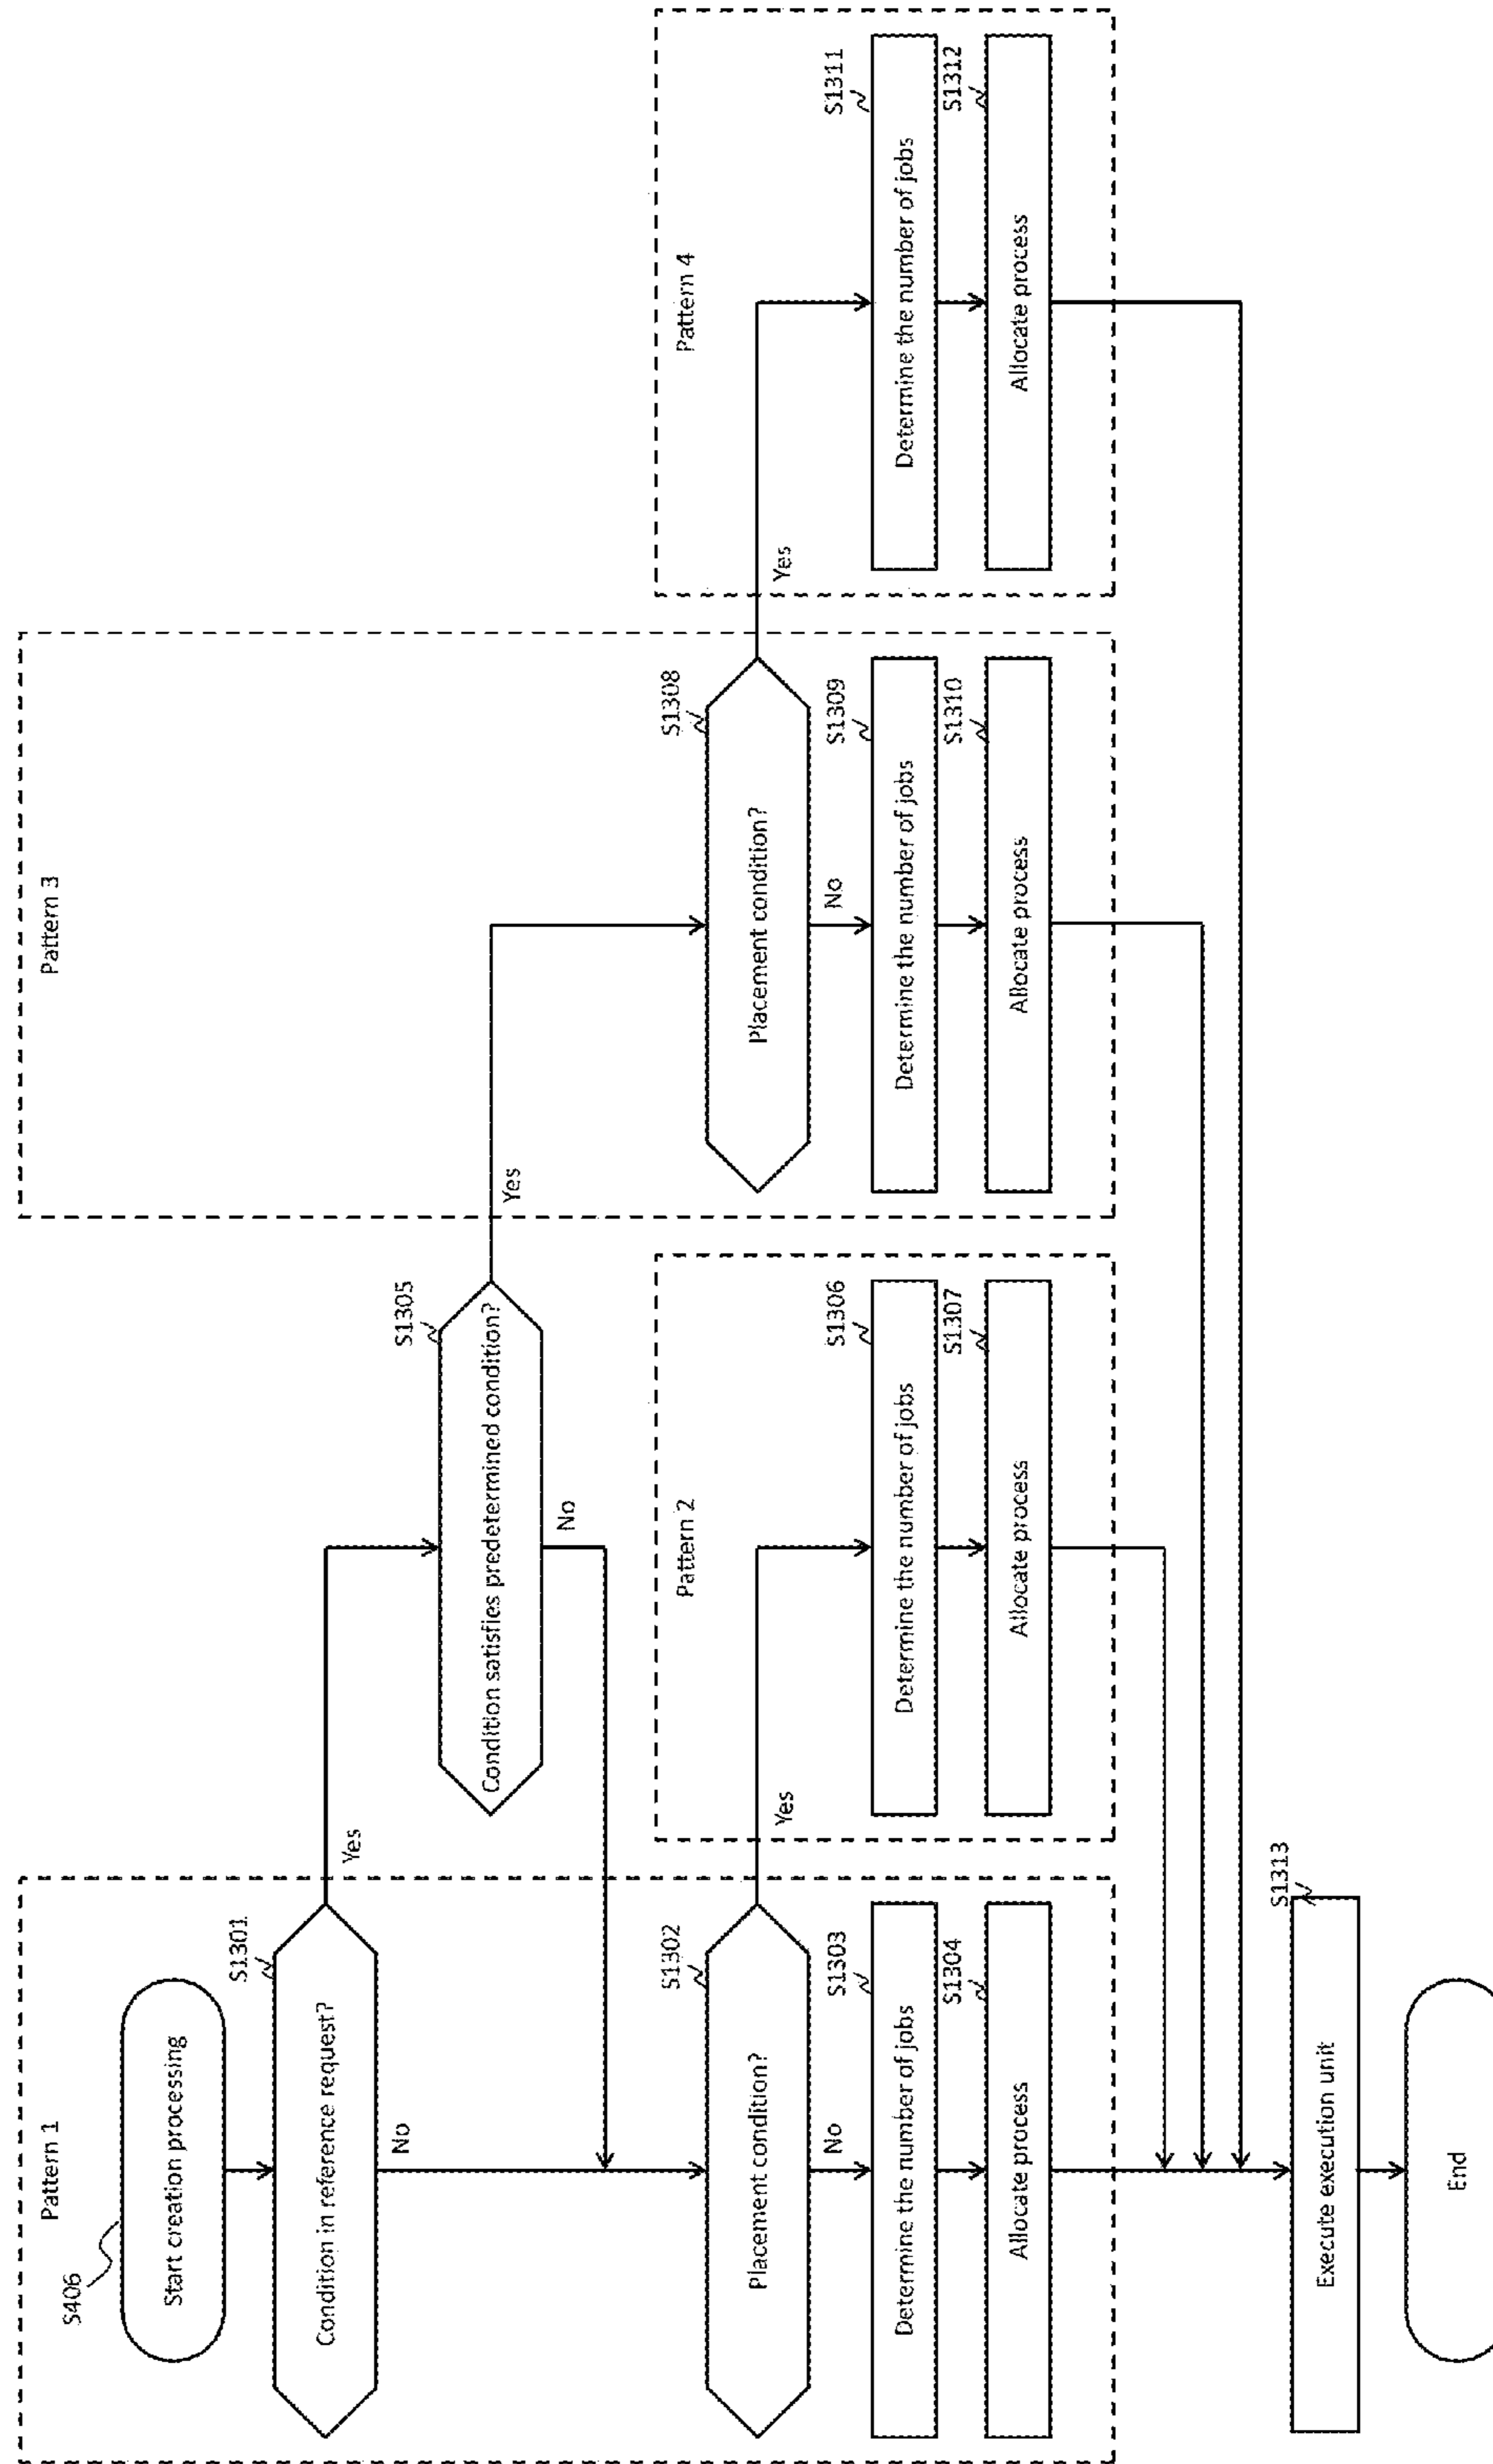 Pattern 1
S406
Start creation processing
S1301
Condition in reference request?
Yes
No
S1302
Placement condition?
Yes
No
S1303
Determine the number of jobs
S1304
Allocate process
S1305
Condition satisfies predetermined condition?
Yes
No
Pattern 2
S1306
Determine the number of jobs
S1307
Allocate process
Pattern 3
S1308
Placement condition?
Yes
No
S1309
Determine the number of jobs
S1310
Allocate process
Pattern 4
S1311
Determine the number of jobs
S1312
Allocate process
S1313
Execute execution unit
End